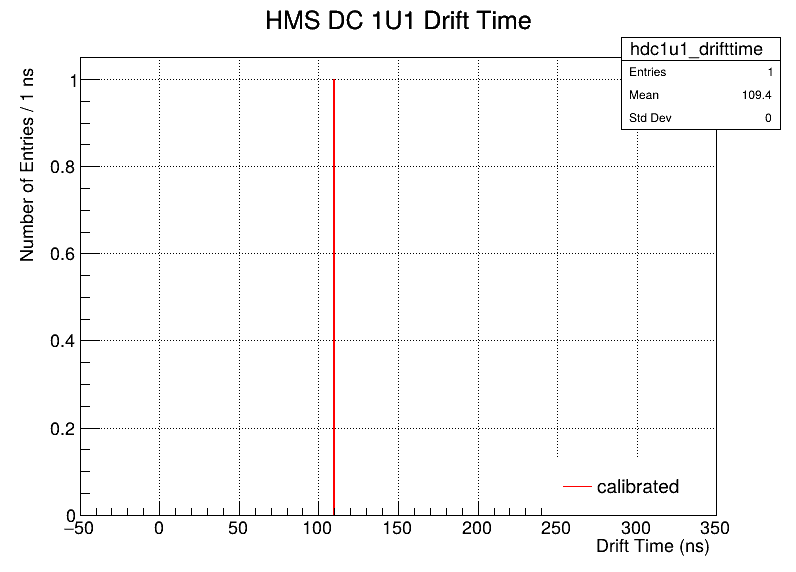 HMS DC 1U1 Drift Time
hdc1u1_drifttime
Entries 1
Mean 109.4
Std Dev 0
Number of Entries / 1 ns
1
0.8
0.6
0.4
0.2
0
−50 0 50 100 150 200 250 300 350
Drift Time (ns)
calibrated